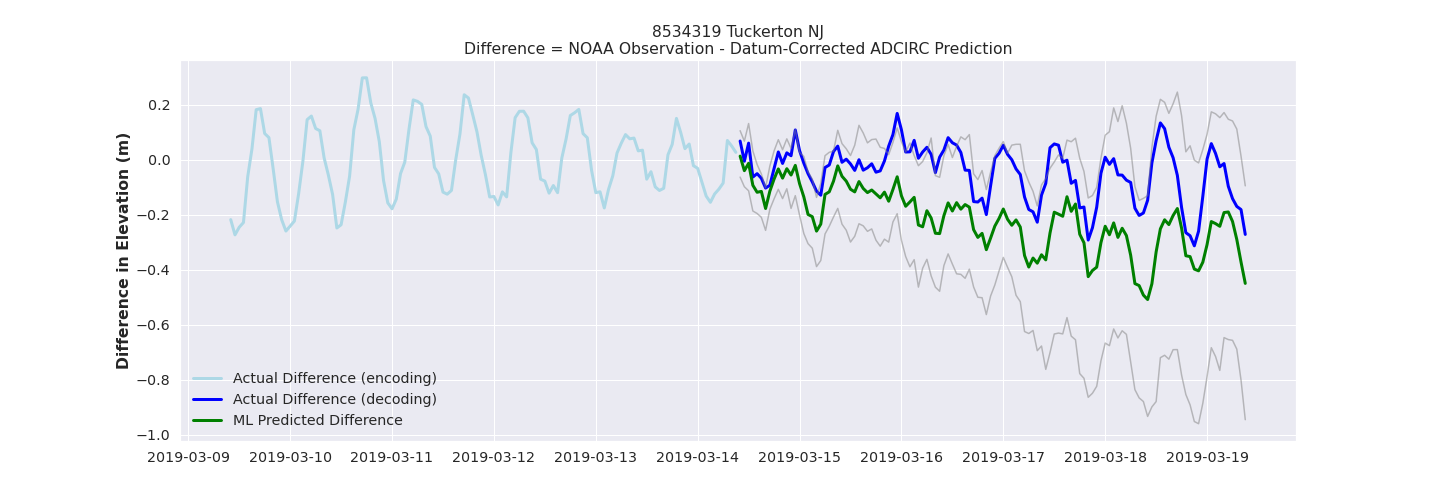 8534319 Tuckerton NJ
Difference = NOAA Observation - Datum-Corrected ADCIRC Prediction
Difference in Elevation (m)
0.2
0.0
−0.2
−0.4
−0.6
−0.8
−1.0
Actual Difference (encoding)
Actual Difference (decoding)
ML Predicted Difference
2019-03-09 2019-03-10 2019-03-11 2019-03-12 2019-03-13 2019-03-14 2019-03-15 2019-03-16 2019-03-17 2019-03-18 2019-03-19